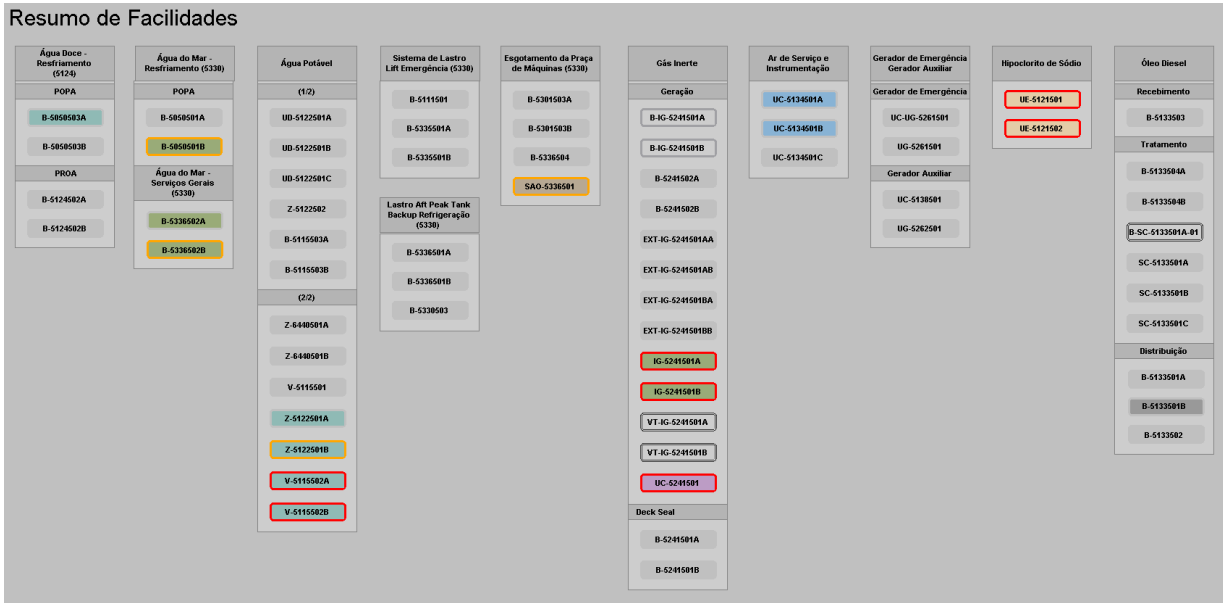 Resumo de Facilidades
Água Doce -
Resfriamento
(5124)
POPA
B-5050503A
B-5050503B
PROA
B-5124502A
B-5124502B
Água do Mar -
Resfriamento (5330)
POPA
B-5050501A
B-5050501B
Água do Mar -
Serviços Gerais
(5330)
B-5336502A
B-5336502B
Água Potável
(1/2)
UD-5122501A
UD-5122501B
UD-5122501C
Z-5122502
B-5115503A
B-5115503B
(2/2)
Z-6440501A
Z-6440501B
V-5115501
Z-5122501A
Z-5122501B
V-5115502A
V-5115502B
Sistema de Lastro
Lift Emergência (5330)
B-5111501
B-5335501A
B-5335501B
Lastro Aft Peak Tank
Backup Refrigeração
(5330)
B-5336501A
B-5336501B
B-5330503
Esgotamento da Praça
de Máquinas (5330)
B-5301503A
B-5301503B
B-5336504
SAO-5336501
Gás Inerte
Geração
B-IG-5241501A
B-IG-5241501B
B-5241502A
B-5241502B
EXT-IG-5241501AA
EXT-IG-5241501AB
EXT-IG-5241501BA
EXT-IG-5241501BB
IG-5241501A
IG-5241501B
VT-IG-5241501A
VT-IG-5241501B
UC-5241501
Deck Seal
B-5241501A
B-5241501B
Ar de Serviço e
Instrumentação
UC-5134501A
UC-5134501B
UC-5134501C
Gerador de Emergência
Gerador Auxiliar
Gerador de Emergência
UC-UG-5261501
UG-5261501
Gerador Auxiliar
UC-5138501
UG-5262501
Hipoclorito de Sódio
UE-5121501
UE-5121502
Óleo Diesel
Recebimento
B-5133503
Tratamento
B-5133504A
B-5133504B
B-SC-5133501A-01
SC-5133501A
SC-5133501B
SC-5133501C
Distribuição
B-5133501A
B-5133501B
B-5133502